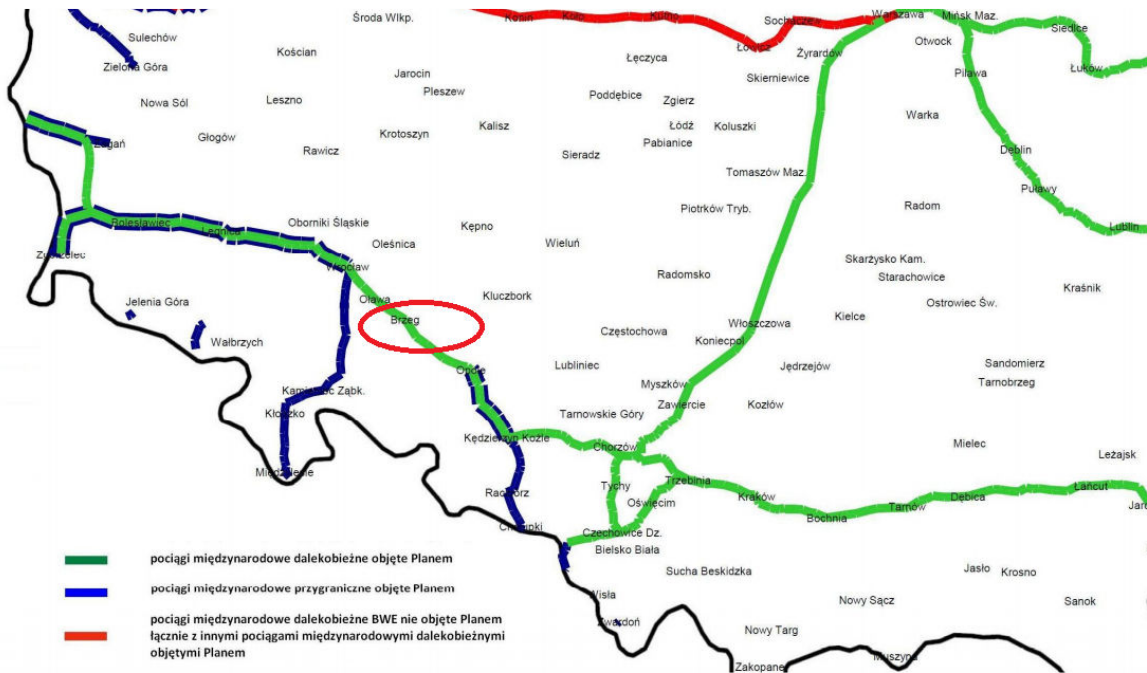 Środa Wlkp.
Konin
Koło
Kutno
Sochaczew
Warszawa
Mińsk Maz.
Siedlce
Sulechów
Kościan
Łęczyca
Łowicz
Żyrardów
Otwock
Zielona Góra
Jarocin
Skierniewice
Pilawa
Łuków
Nowa Sól
Leszno
Pleszew
Poddębice
Zgierz
Głogów
Krotoszyn
Kalisz
Łódź
Koluszki
Warka
Żagań
Rawicz
Sieradz
Pabianice
Dęblin
Tomaszów Maz.
Puławy
Piotrków Tryb.
Radom
Bolesławiec
Legnica
Oborniki Śląskie
Kępno
Lublin
Oleśnica
Wieluń
Zgorzelec
Wrocław
Radomsko
Skarżysko Kam.
Starachowice
Kraśnik
Jelenia Góra
Oława
Kluczbork
Ostrowiec Św.
Brzeg
Częstochowa
Włoszczowa
Kielce
Wałbrzych
Koniecpol
Opole
Lubliniec
Jędrzejów
Sandomierz
Kamieniec Ząbk.
Myszków
Tarnobrzeg
Kłodzko
Tarnowskie Góry
Zawiercie
Kozłów
Kędzierzyn Koźle
Chorzów
Mielec
Leżajsk
Międzylesie
Tychy
Trzebinia
Racibórz
Oświęcim
Kraków
Dębica
Łańcut
Bochnia
Tarnów
Jar
Chałupki
Czechowice Dz.
Bielsko Biała
Sucha Beskidzka
Jasło
Krosno
Wisła
Nowy Sącz
Sanok
Zwardoń
Nowy Targ
Muszyna
Zakopane
pociągi międzynarodowe dalekobieżne objęte Planem
pociągi międzynarodowe przygraniczne objęte Planem
pociągi międzynarodowe dalekobieżne BWE nie objęte Planem
łącznie z innymi pociągami międzynarodowymi dalekobieżnymi
objętymi Planem